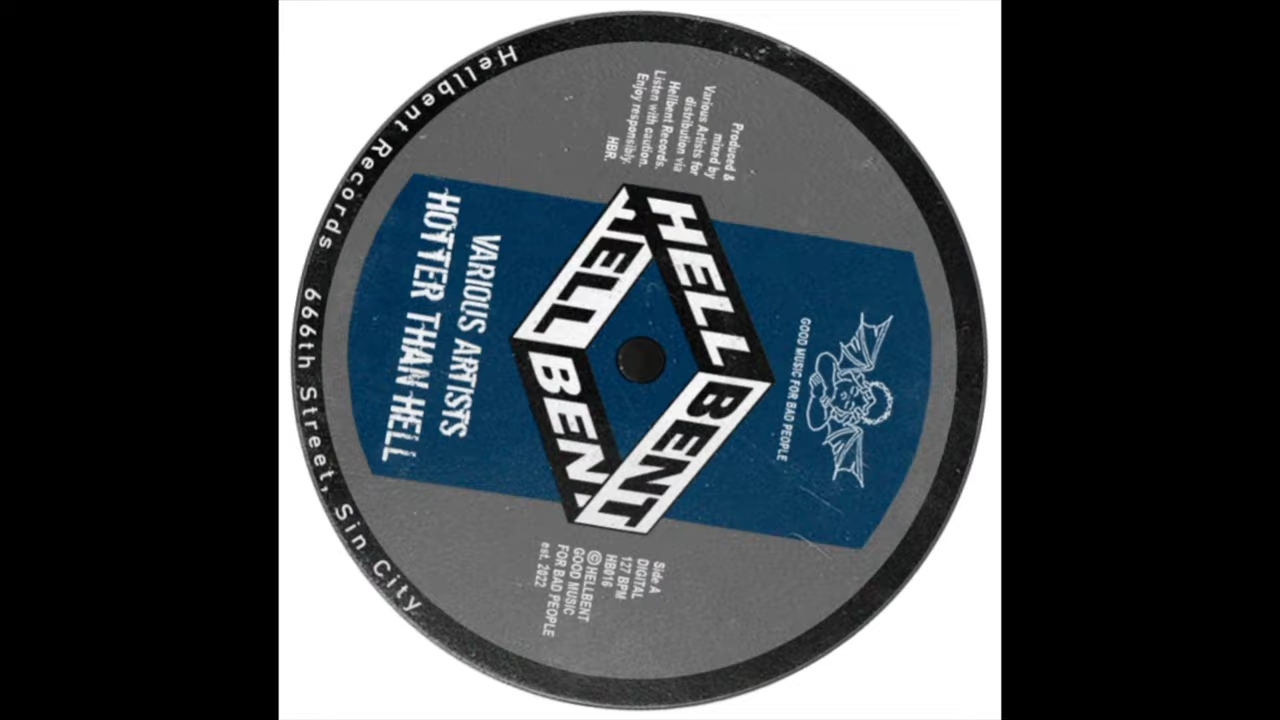 GOOD MUSIC FOR BAD PEOPLE
HELL BENT
HELL BENT
Produced &
mixed by
Various Artists for
distribution via
Hellbent Records.
Listen with caution.
Enjoy responsibly.
HBR.
Side A
DIGITAL
127 BPM
HB016
©HELLBENT
GOOD MUSIC
FOR BAD PEOPLE
est. 2022
VARIOUS ARTISTS
HOTTER THAN HELL
Hellbent Records 666th Street, Sin City